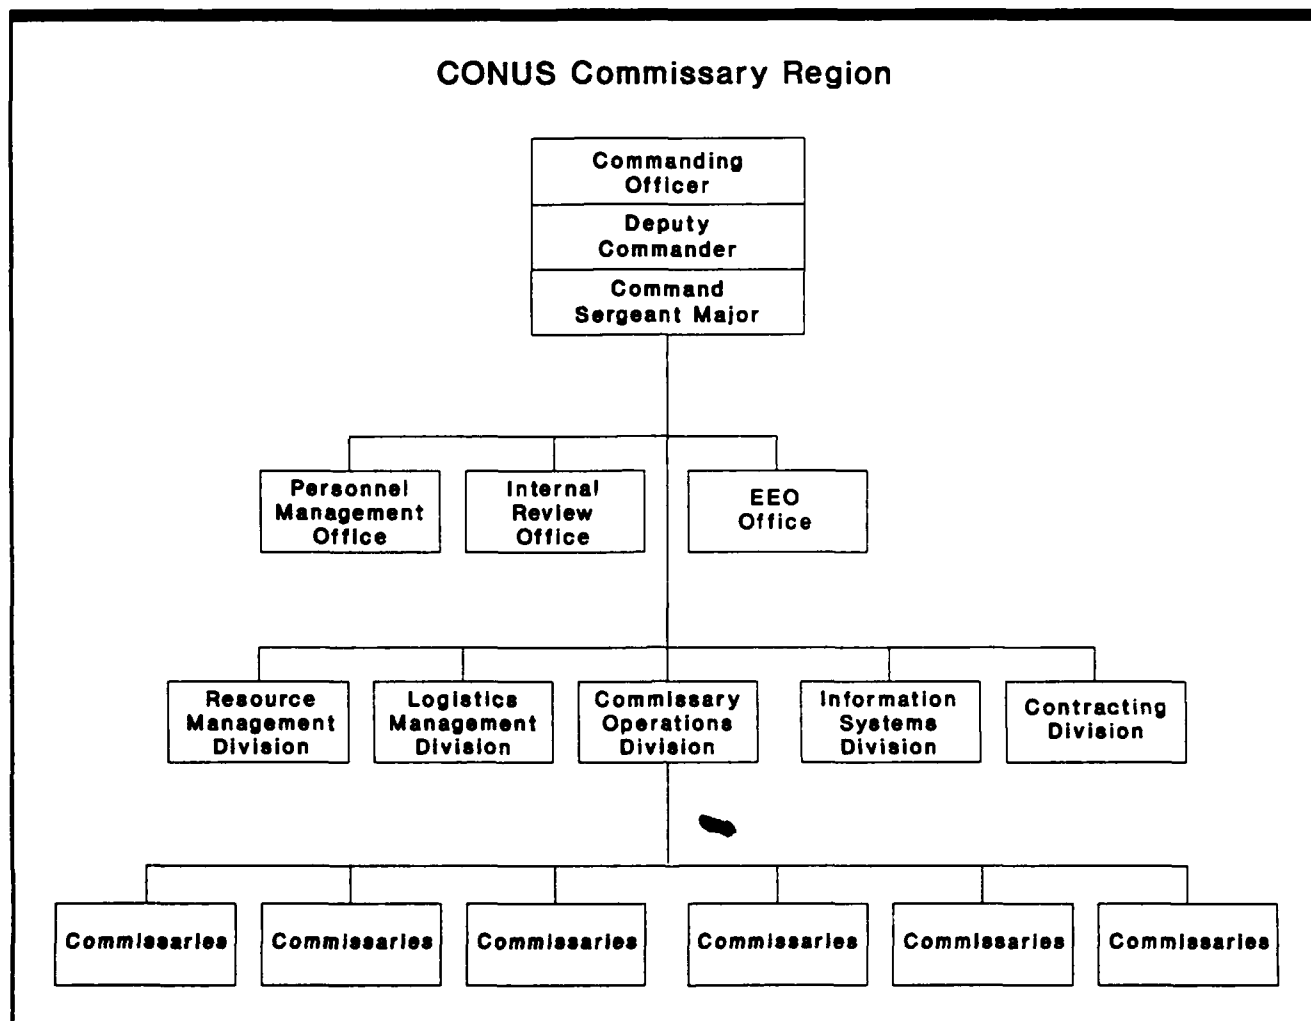 CONUS Commissary Region
Commanding
Officer
Deputy
Commander
Command
Sergeant Major
Personnel
Management
Office
Internal
Review
Office
EEO
Office
Resource
Management
Division
Logistics
Management
Division
Commissary
Operations
Division
Information
Systems
Division
Contracting
Division
Commissaries
Commissaries
Commissaries
Commissaries
Commissaries
Commissaries